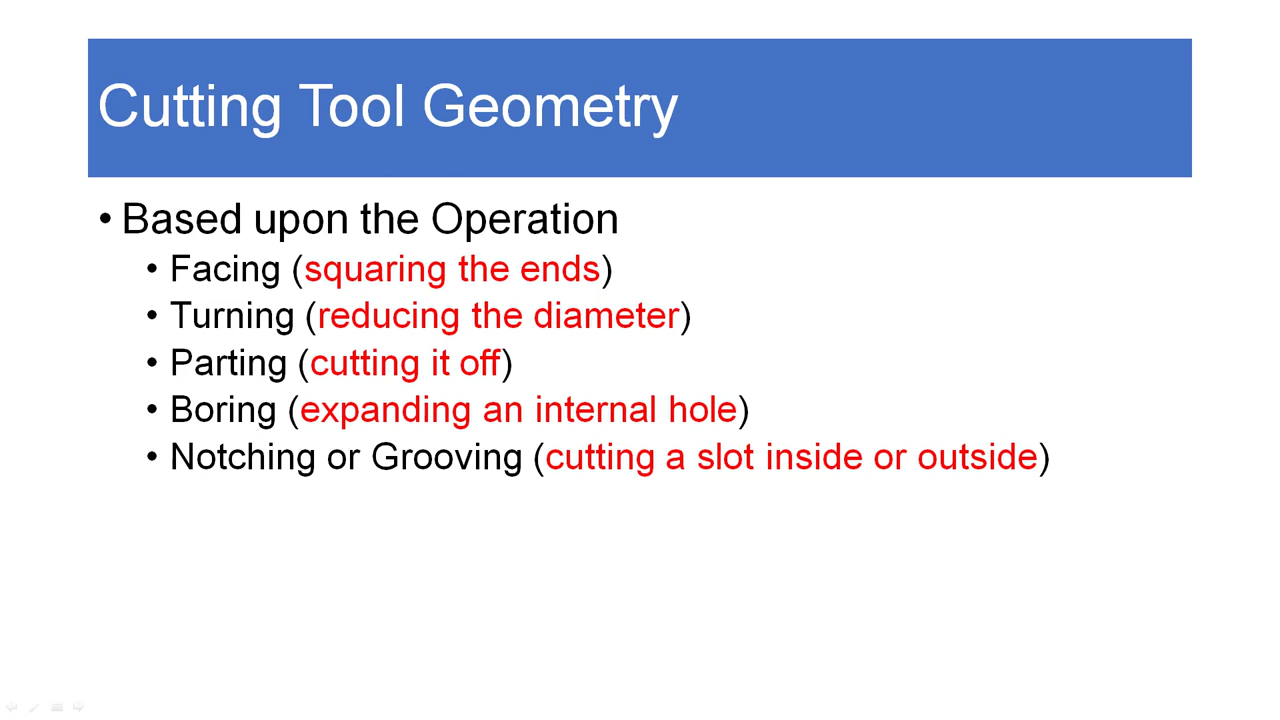 Cutting Tool Geometry
• Based upon the Operation
• Facing (squaring the ends)
• Turning (reducing the diameter)
• Parting (cutting it off)
• Boring (expanding an internal hole)
• Notching or Grooving (cutting a slot inside or outside)